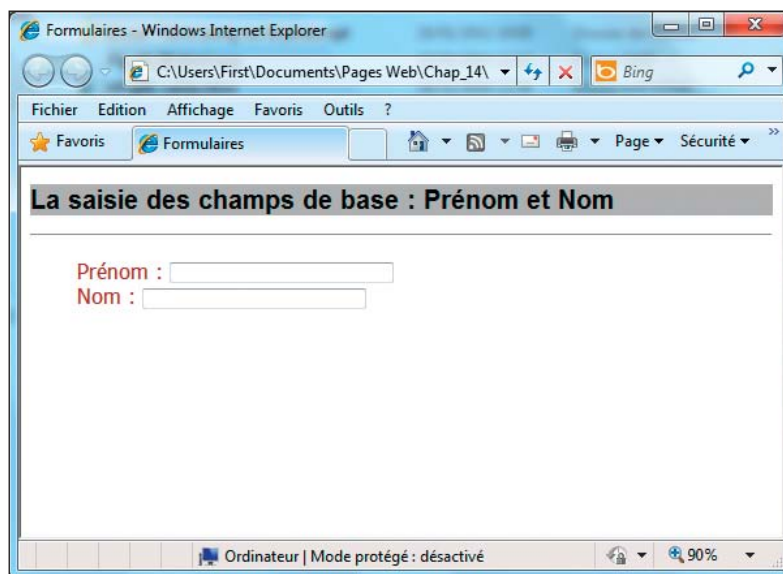 Formulaires - Windows Internet Explorer
C:\Users\First\Documents\Pages Web\Chap_14\ Bing
Fichier Edition Affichage Favoris Outils ?
Favoris Formulaires Page Sécurité »
La saisie des champs de base : Prénom et Nom
Prénom :
Nom :
Ordinateur | Mode protégé : désactivé 90%